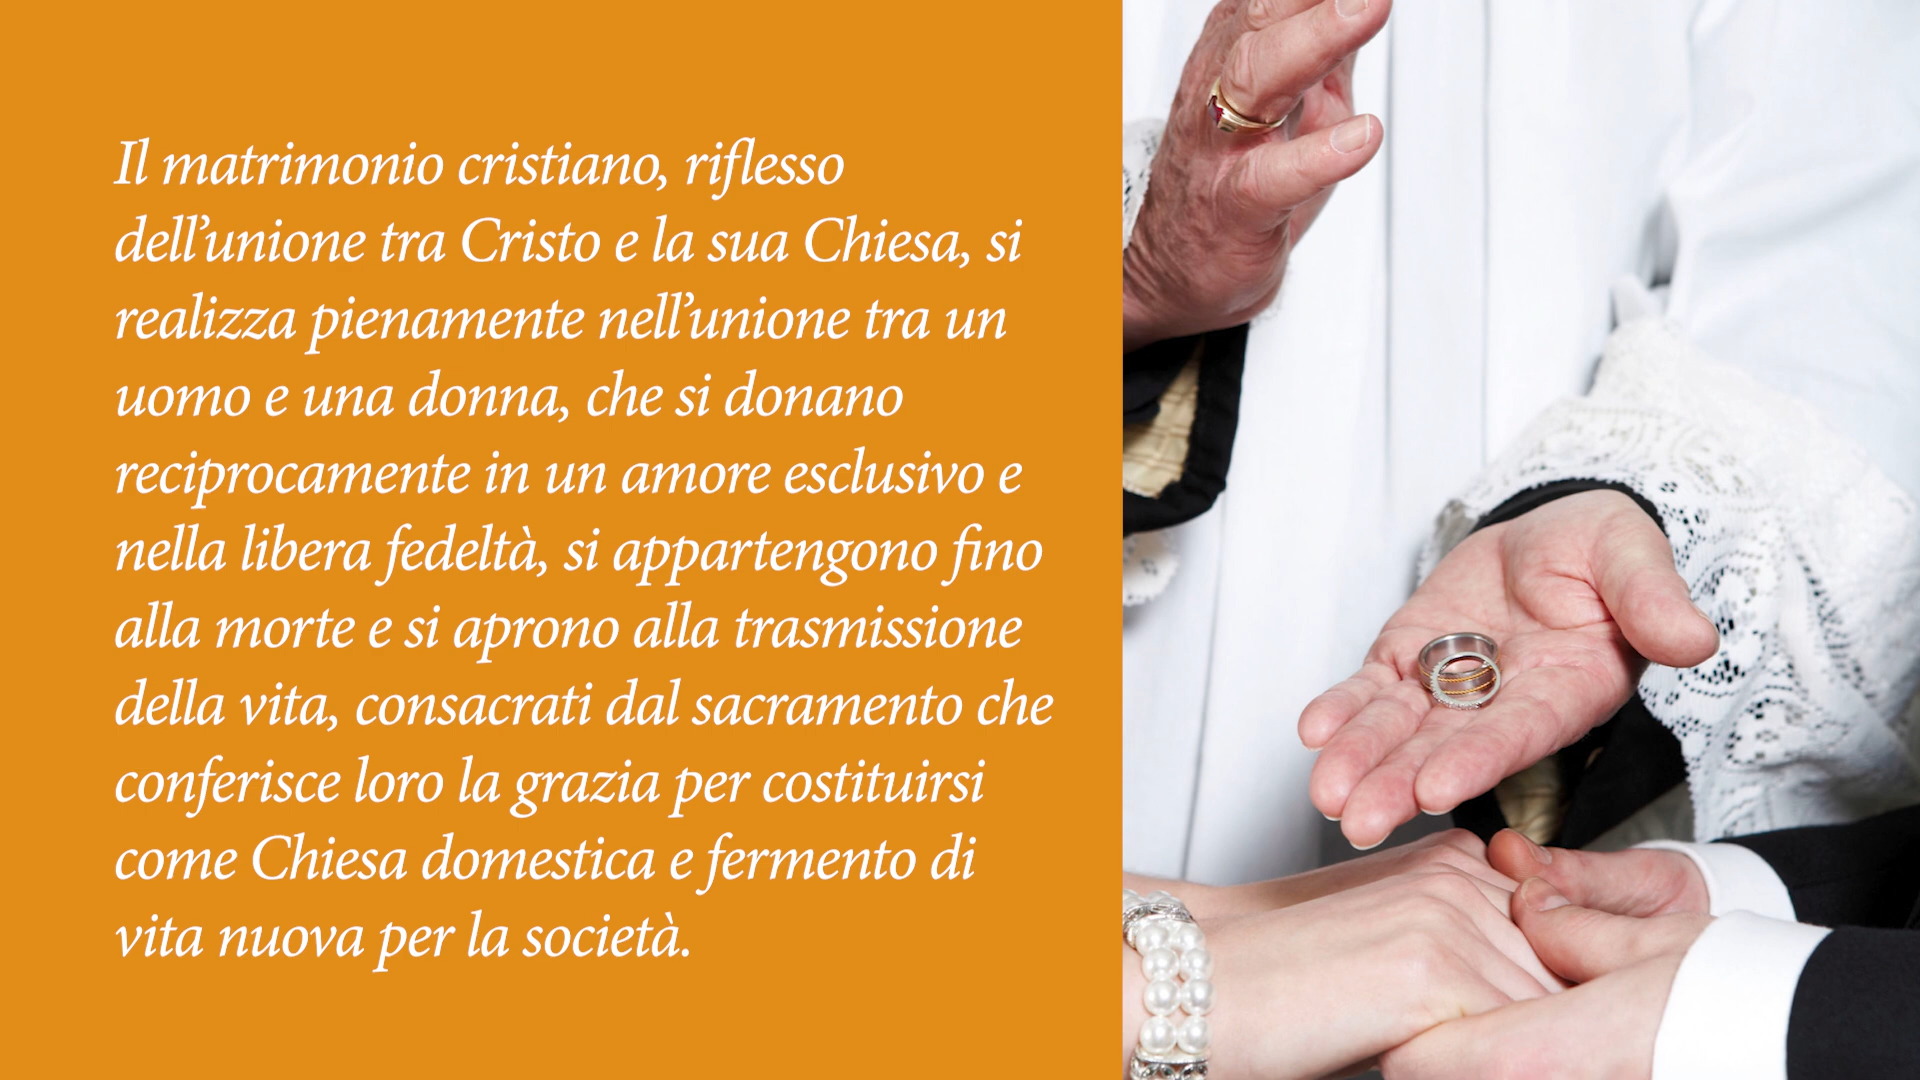 Il matrimonio cristiano, riflesso
dell’unione tra Cristo e la sua Chiesa, si
realizza pienamente nell’unione tra un
uomo e una donna, che si donano
reciprocamente in un amore esclusivo e
nella libera fedeltà, si appartengono fino
alla morte e si aprono alla trasmissione
della vita, consacrati dal sacramento che
conferisce loro la grazia per costituirsi
come Chiesa domestica e fermento di
vita nuova per la società.